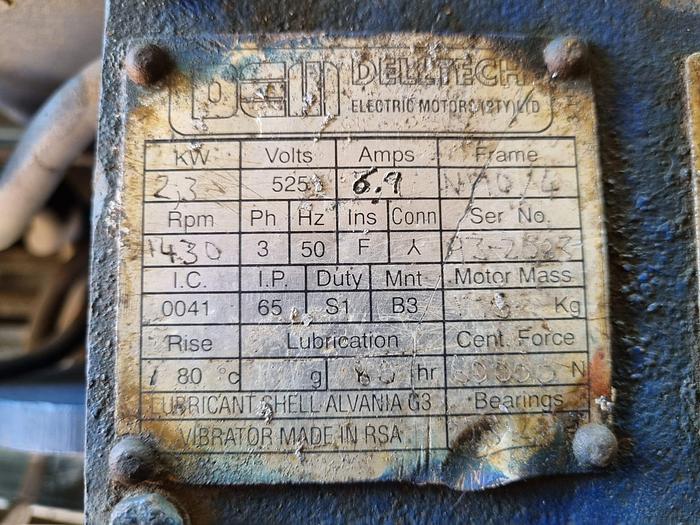 DELLTECH
ELECTRIC MOTORS (PTY) LTD
kW Volts Amps Frame
2,3 525 6,9
Rpm Ph Hz Ins Conn Ser No.
1430 3 50 F 人
I.C. I.P. Duty Mnt Motor Mass
0041 65 S1 B3 Kg
Rise Lubrication Cent. Force
80 °c g hr N
LUBRICANT SHELL ALVANIA G3 Bearings
VIBRATOR MADE IN RSA